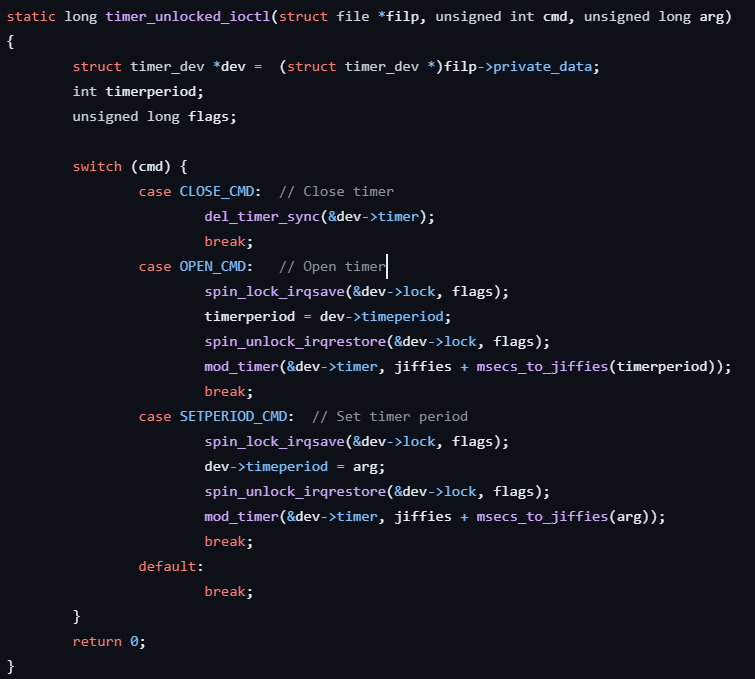 static long timer_unlocked_ioctl(struct file *filp, unsigned int cmd, unsigned long arg)
{
        struct timer_dev *dev =  (struct timer_dev *)filp->private_data;
        int timerperiod;
        unsigned long flags;

        switch (cmd) {
                case CLOSE_CMD:  // Close timer
                        del_timer_sync(&dev->timer);
                        break;
                case OPEN_CMD:   // Open timer
                        spin_lock_irqsave(&dev->lock, flags);
                        timerperiod = dev->timeperiod;
                        spin_unlock_irqrestore(&dev->lock, flags);
                        mod_timer(&dev->timer, jiffies + msecs_to_jiffies(timerperiod));
                        break;
                case SETPERIOD_CMD:  // Set timer period
                        spin_lock_irqsave(&dev->lock, flags);
                        dev->timeperiod = arg;
                        spin_unlock_irqrestore(&dev->lock, flags);
                        mod_timer(&dev->timer, jiffies + msecs_to_jiffies(arg));
                        break;
                default:
                        break;
        }
        return 0;
}